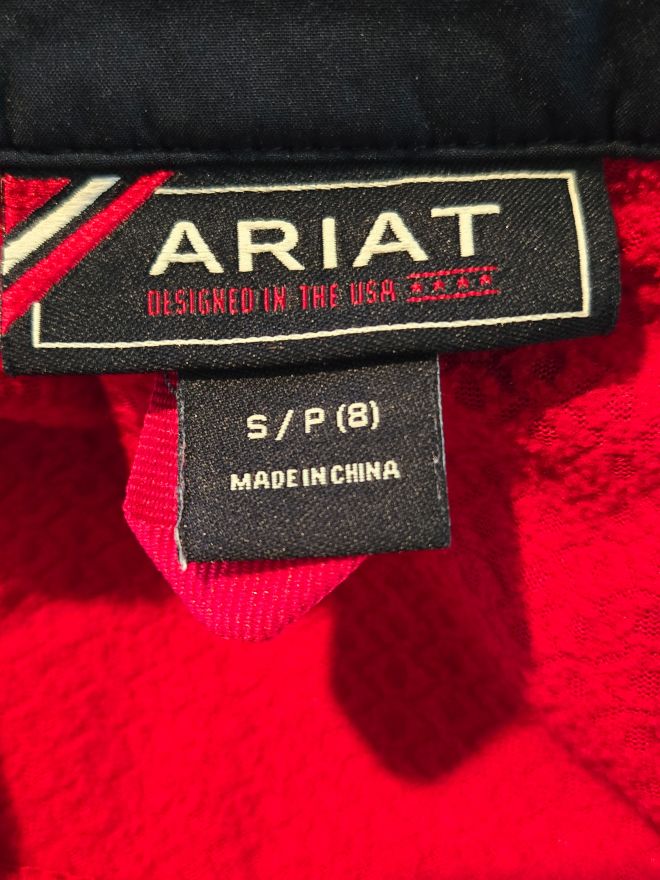 ARIAT
DESIGNED IN THE USA
S/P (8)
MADE IN CHINA